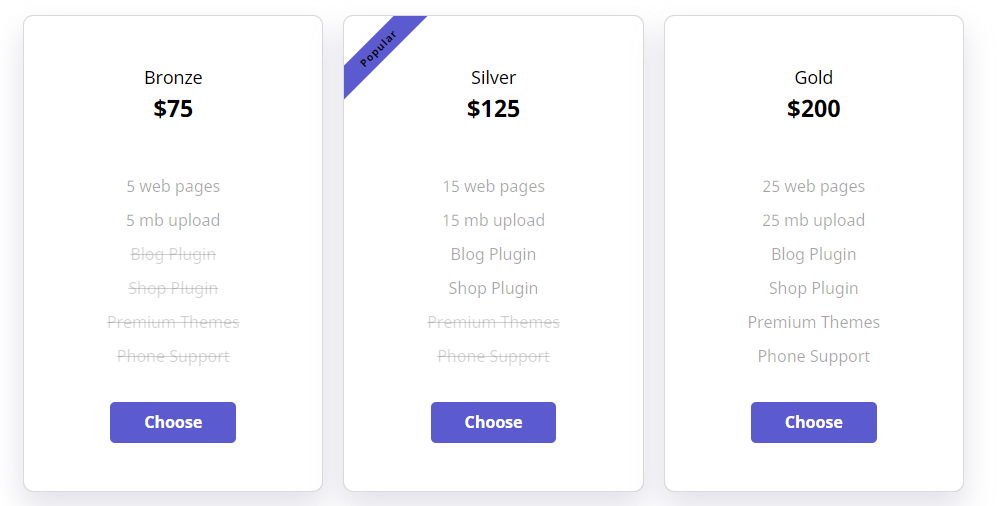 Bronze
$75
5 web pages
5 mb upload
Blog Plugin
Shop Plugin
Premium Themes
Phone Support
Choose
Popular
Silver
$125
15 web pages
15 mb upload
Blog Plugin
Shop Plugin
Premium Themes
Phone Support
Choose
Gold
$200
25 web pages
25 mb upload
Blog Plugin
Shop Plugin
Premium Themes
Phone Support
Choose